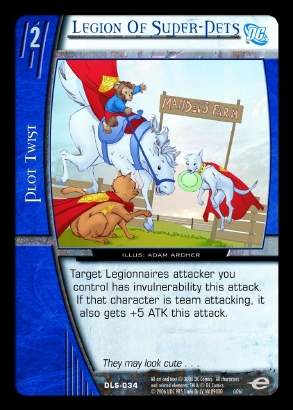 Legion Of Super-Pets
2
DC
Plot Twist
ILLUS: ADAM ARCHER
Target Legionnaires attacker you
control has invulnerability this attack.
If that character is team attacking, it
also gets +5 ATK this attack.
They may look cute . . .
DLS-034